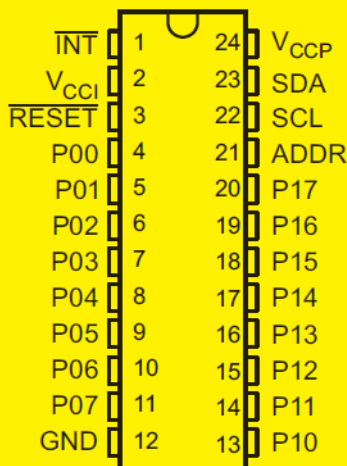 INT 1 24 VCCP
VCCI 2 23 SDA
RESET 3 22 SCL
P00 4 21 ADDR
P01 5 20 P17
P02 6 19 P16
P03 7 18 P15
P04 8 17 P14
P05 9 16 P13
P06 10 15 P12
P07 11 14 P11
GND 12 13 P10